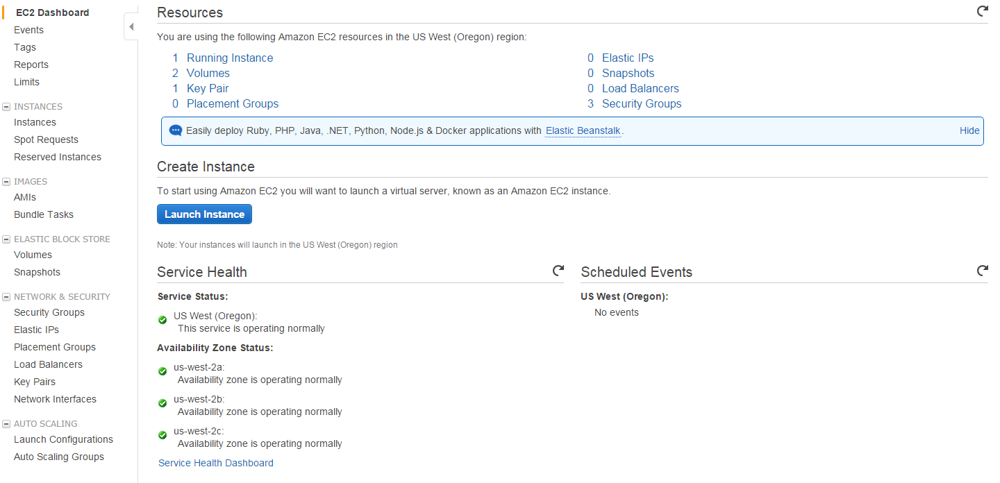 EC2 Dashboard
Events
Tags
Reports
Limits
INSTANCES
Instances
Spot Requests
Reserved Instances
IMAGES
AMIs
Bundle Tasks
ELASTIC BLOCK STORE
Volumes
Snapshots
NETWORK & SECURITY
Security Groups
Elastic IPs
Placement Groups
Load Balancers
Key Pairs
Network Interfaces
AUTO SCALING
Launch Configurations
Auto Scaling Groups
Resources
You are using the following Amazon EC2 resources in the US West (Oregon) region:
1 Running Instance
2 Volumes
1 Key Pair
0 Placement Groups
0 Elastic IPs
0 Snapshots
0 Load Balancers
3 Security Groups
Easily deploy Ruby, PHP, Java, .NET, Python, Node.js & Docker applications with Elastic Beanstalk.
Hide
Create Instance
To start using Amazon EC2 you will want to launch a virtual server, known as an Amazon EC2 instance.
Launch Instance
Note: Your instances will launch in the US West (Oregon) region
Service Health
Service Status:
US West (Oregon):
This service is operating normally
Availability Zone Status:
us-west-2a:
Availability zone is operating normally
us-west-2b:
Availability zone is operating normally
us-west-2c:
Availability zone is operating normally
Service Health Dashboard
Scheduled Events
US West (Oregon):
No events